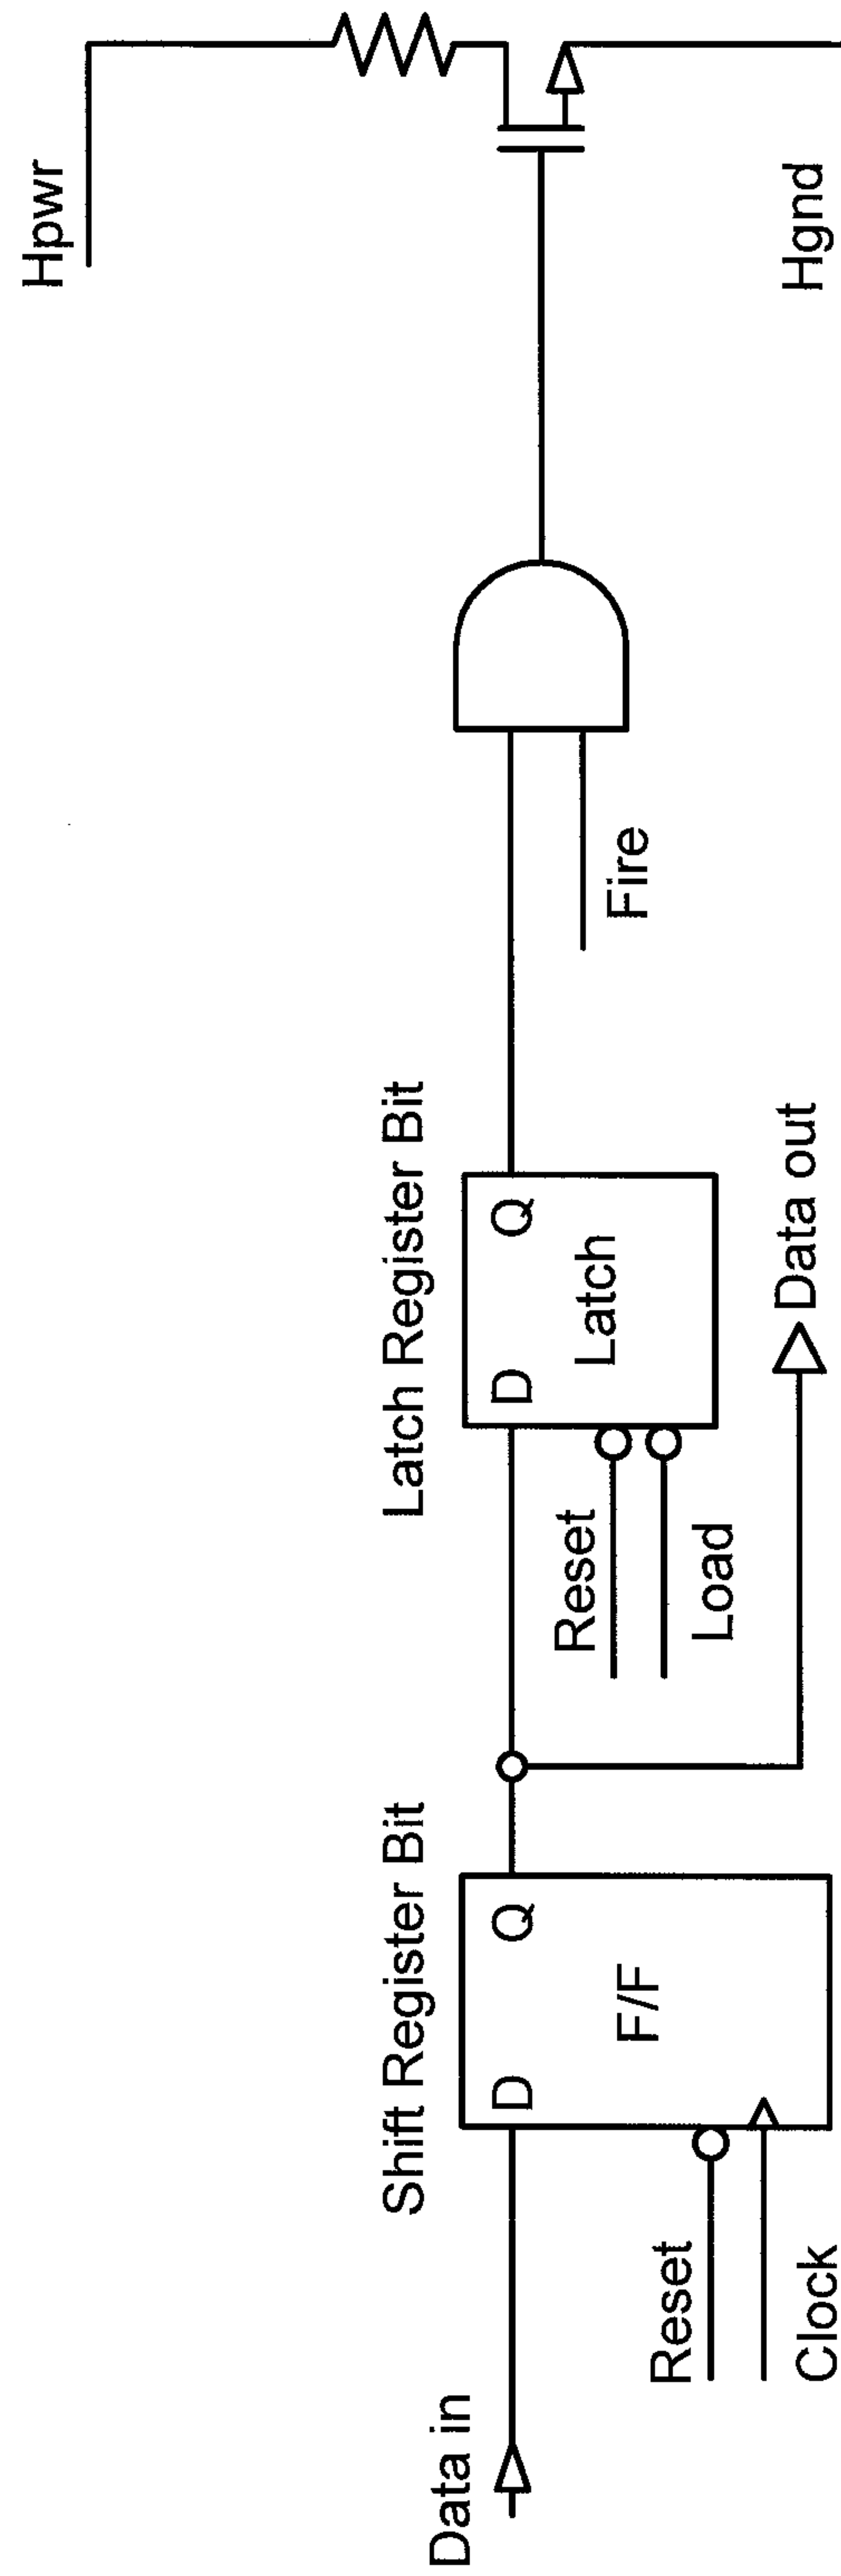 Hpwr
Shift Register Bit
Latch Register Bit
Data in
D
Q
D
Q
F/F
Latch
Reset
Reset
Fire
Load
Clock
Data out
Hgnd